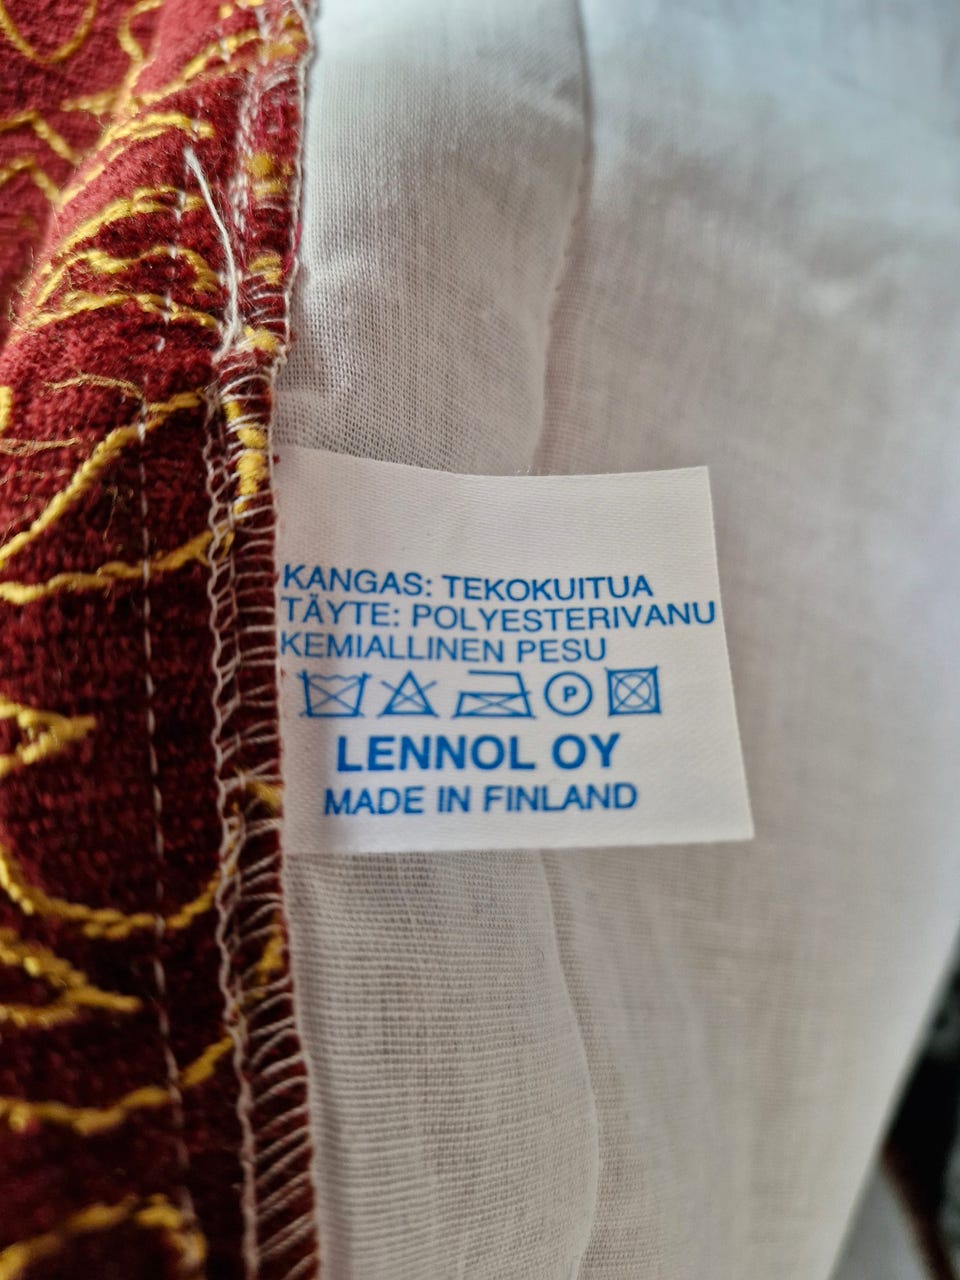 KANGAS: TEKOKUITUA
TÄYTE: POLYESTERIVANU
KEMIALLINEN PESU
P
LENNOL OY
MADE IN FINLAND